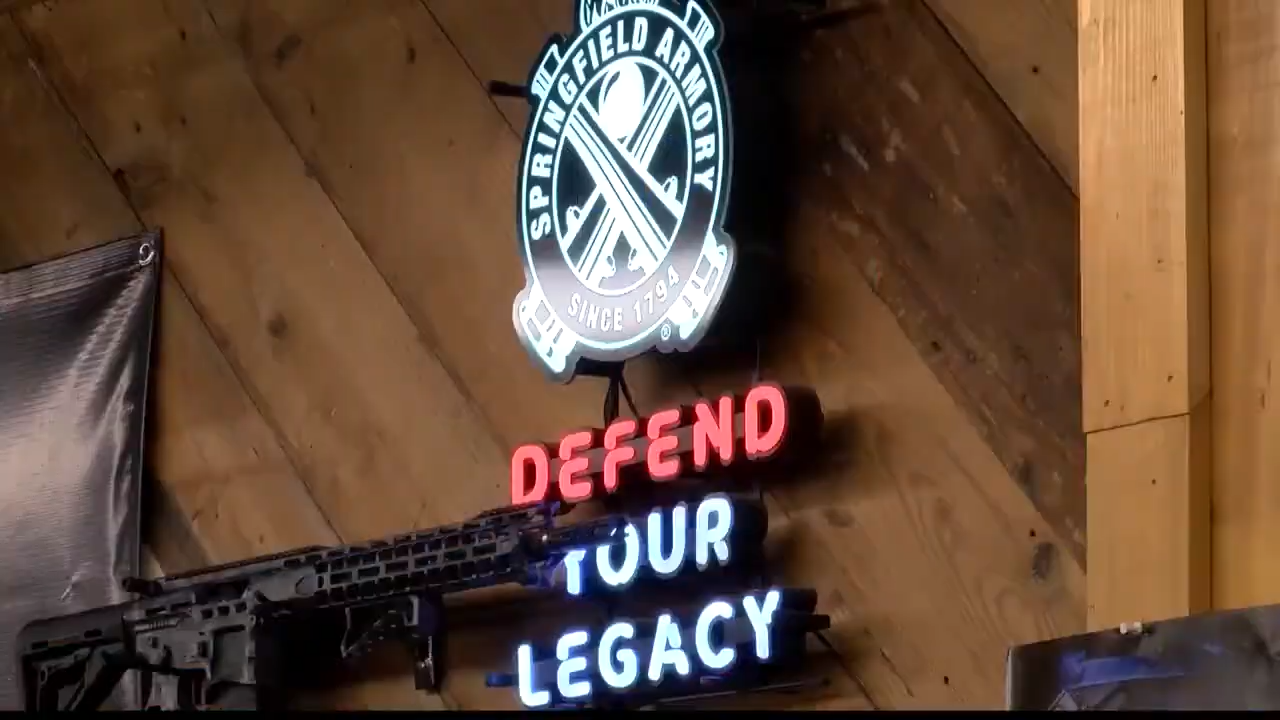 SPRINGFIELD ARMORY
SINCE 1794
®
DEFEND
YOUR
LEGACY